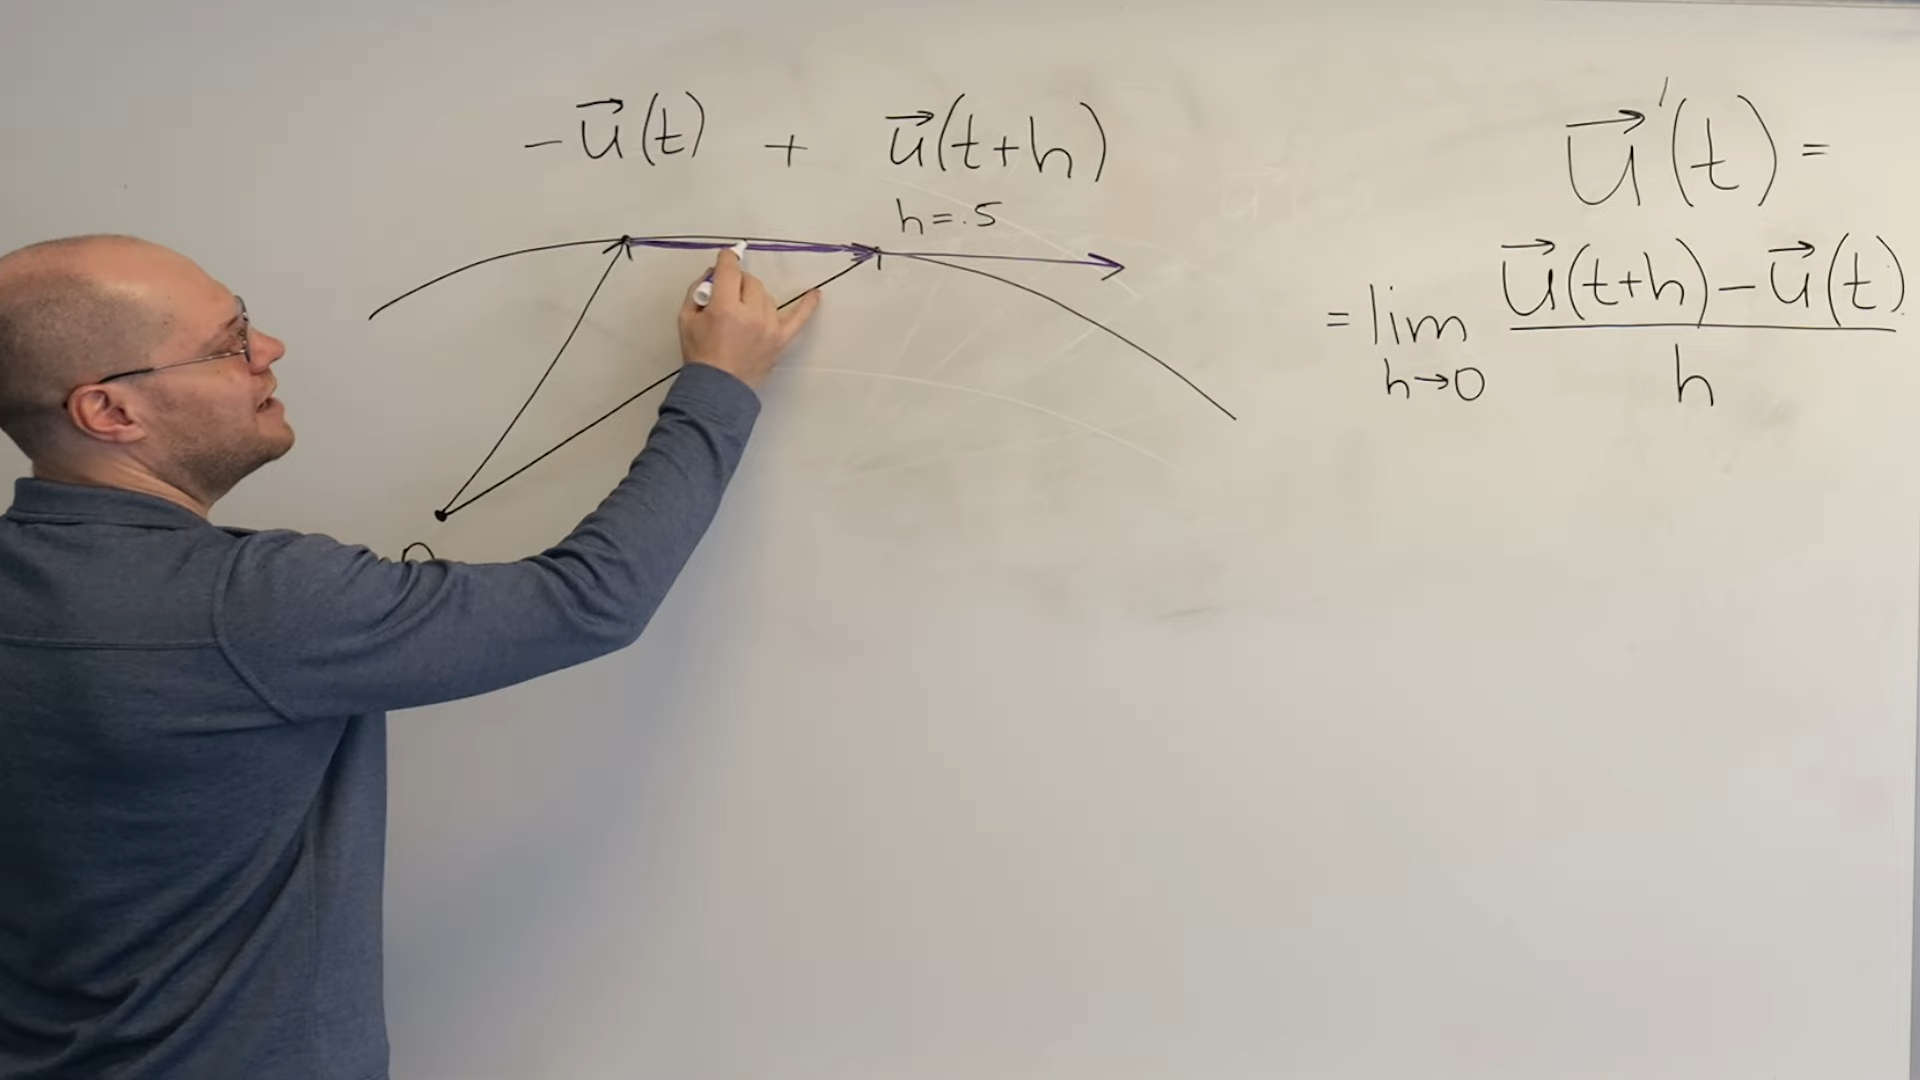 -u⃗(t) + u⃗(t+h)
h=.5
u⃗'(t) =
= lim h→0 (u⃗(t+h) - u⃗(t)) / h